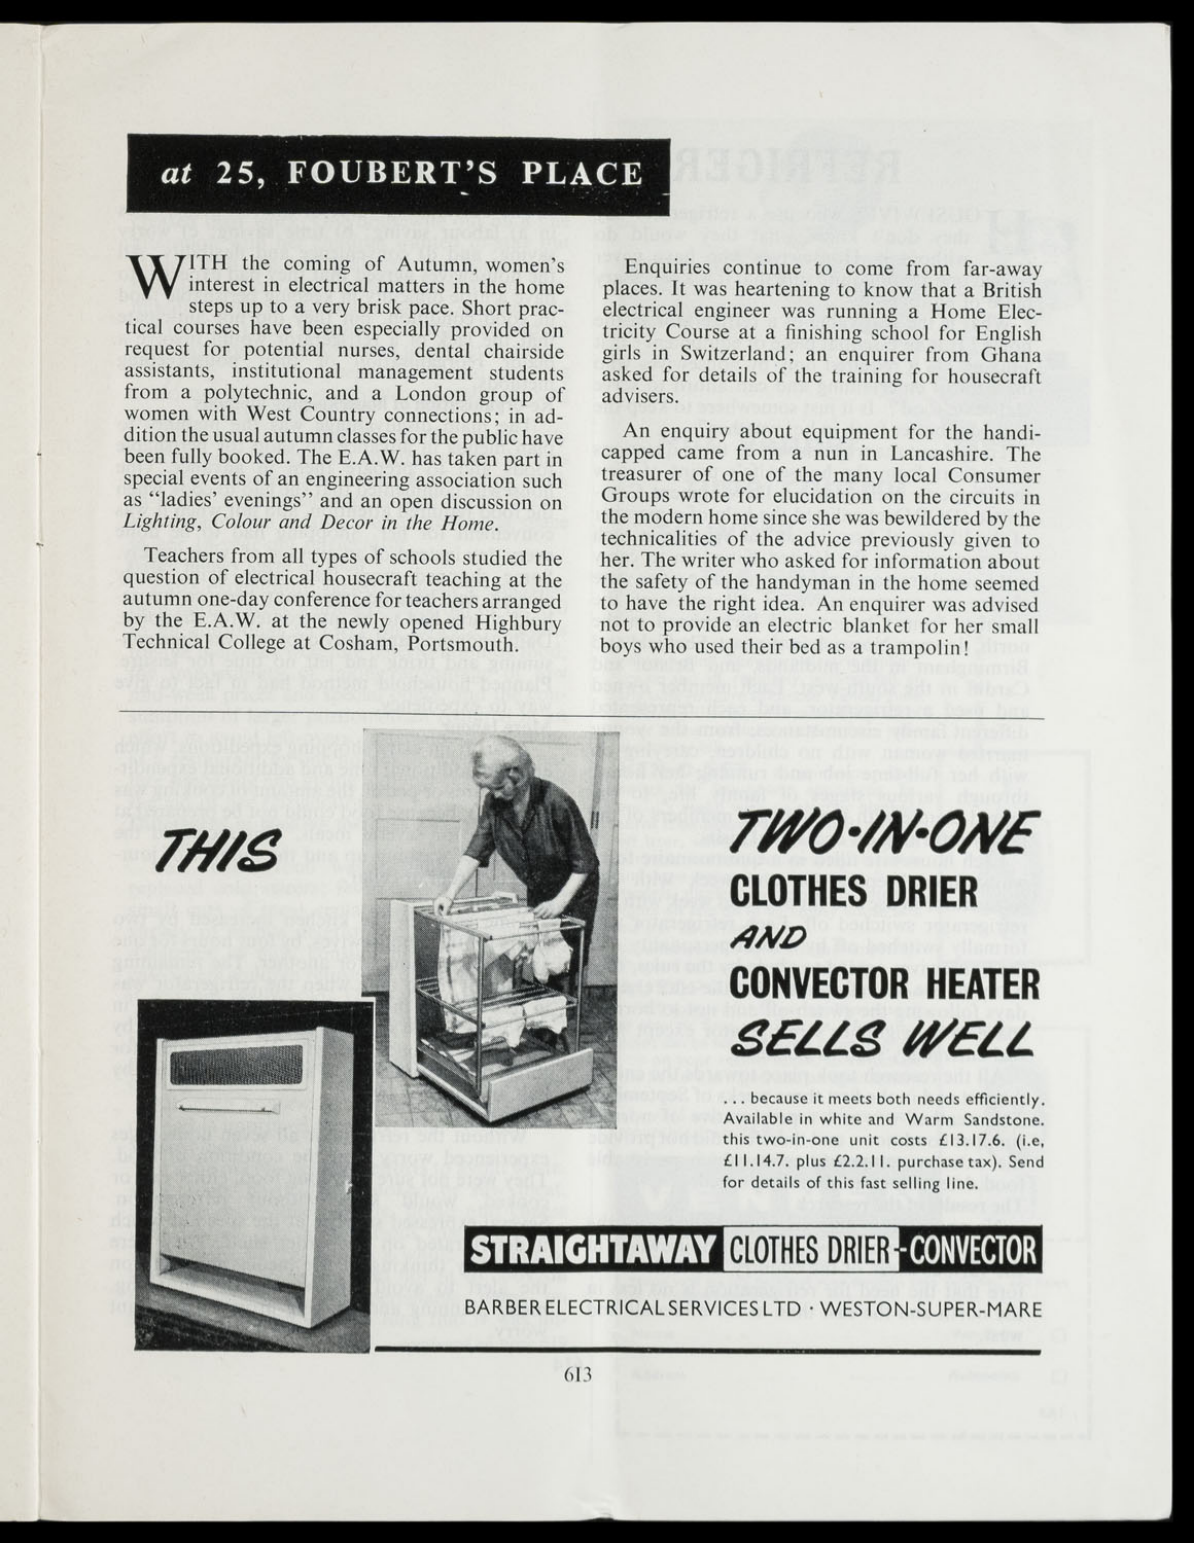 at 25, FOUBERT'S PLACE
WITH the coming of Autumn, women's
interest in electrical matters in the home
steps up to a very brisk pace. Short prac-
tical courses have been especially provided on
request for potential nurses, dental chairside
assistants, institutional management students
from a polytechnic, and a London group of
women with West Country connections; in ad-
dition the usual autumn classes for the public have
been fully booked. The E.A.W. has taken part in
special events of an engineering association such
as "ladies' evenings" and an open discussion on
Lighting, Colour and Decor in the Home.
Teachers from all types of schools studied the
question of electrical housecraft teaching at the
autumn one-day conference for teachers arranged
by the E.A.W. at the newly opened Highbury
Technical College at Cosham, Portsmouth.
Enquiries continue to come from far-away
places. It was heartening to know that a British
electrical engineer was running a Home Elec-
tricity Course at a finishing school for English
girls in Switzerland; an enquirer from Ghana
asked for details of the training for housecraft
advisers.
An enquiry about equipment for the handi-
capped came from a nun in Lancashire. The
treasurer of one of the many local Consumer
Groups wrote for elucidation on the circuits in
the modern home since she was bewildered by the
technicalities of the advice previously given to
her. The writer who asked for information about
the safety of the handyman in the home seemed
to have the right idea. An enquirer was advised
not to provide an electric blanket for her small
boys who used their bed as a trampolin!
THIS
TWO-IN-ONE
CLOTHES DRIER
AND
CONVECTOR HEATER
SELLS WELL
... because it meets both needs efficiently.
Available in white and Warm Sandstone.
this two-in-one unit costs £13.17.6. (i.e,
£11.14.7. plus £2.2.11. purchase tax). Send
for details of this fast selling line.
STRAIGHTAWAY CLOTHES DRIER-CONVECTOR
BARBER ELECTRICAL SERVICES LTD · WESTON-SUPER-MARE
613